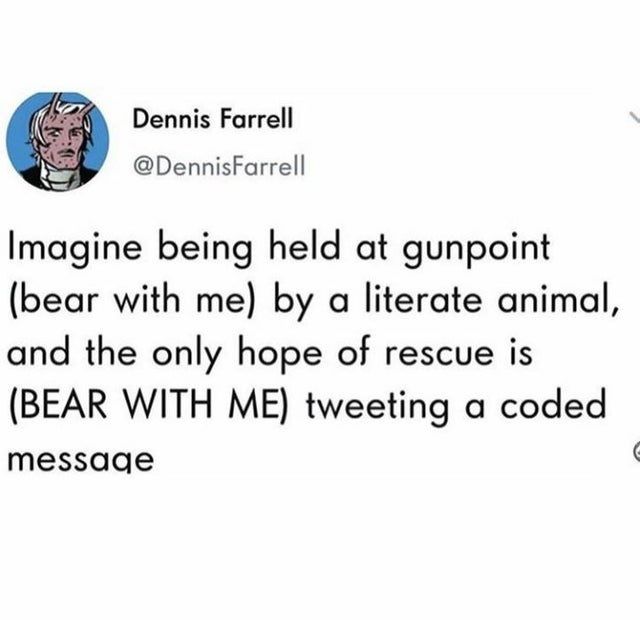 Dennis Farrell
@DennisFarrell
Imagine being held at gunpoint
(bear with me) by a literate animal,
and the only hope of rescue is
(BEAR WITH ME) tweeting a coded
message